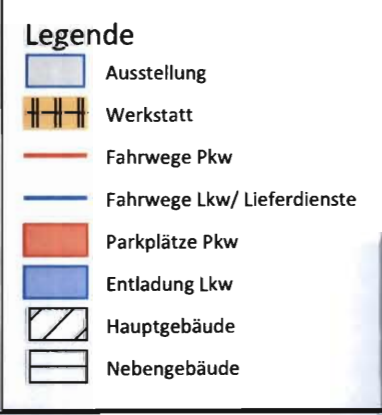 Legende
Ausstellung
Werkstatt
Fahrwege Pkw
Fahrwege Lkw/ Lieferdienste
Parkplätze Pkw
Entladung Lkw
Hauptgebäude
Nebengebäude